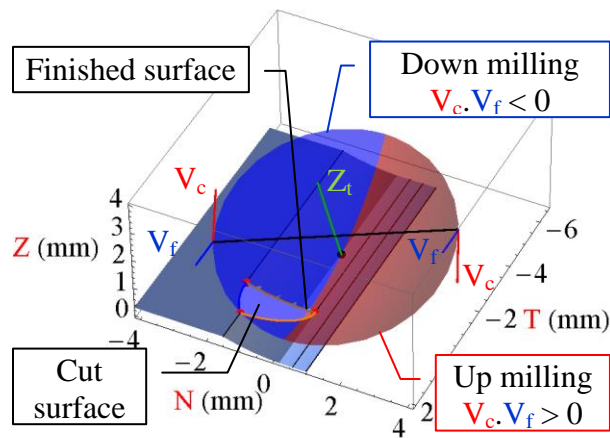 Finished surface
Down milling
Vc.Vf < 0
Vc
Zt
Vf
Vf
Vc
4
3
2
1
0
Z (mm)
−4
−2
0
2
4
N (mm)
−6
−4
−2
2
T (mm)
Cut
surface
Up milling
Vc.Vf > 0